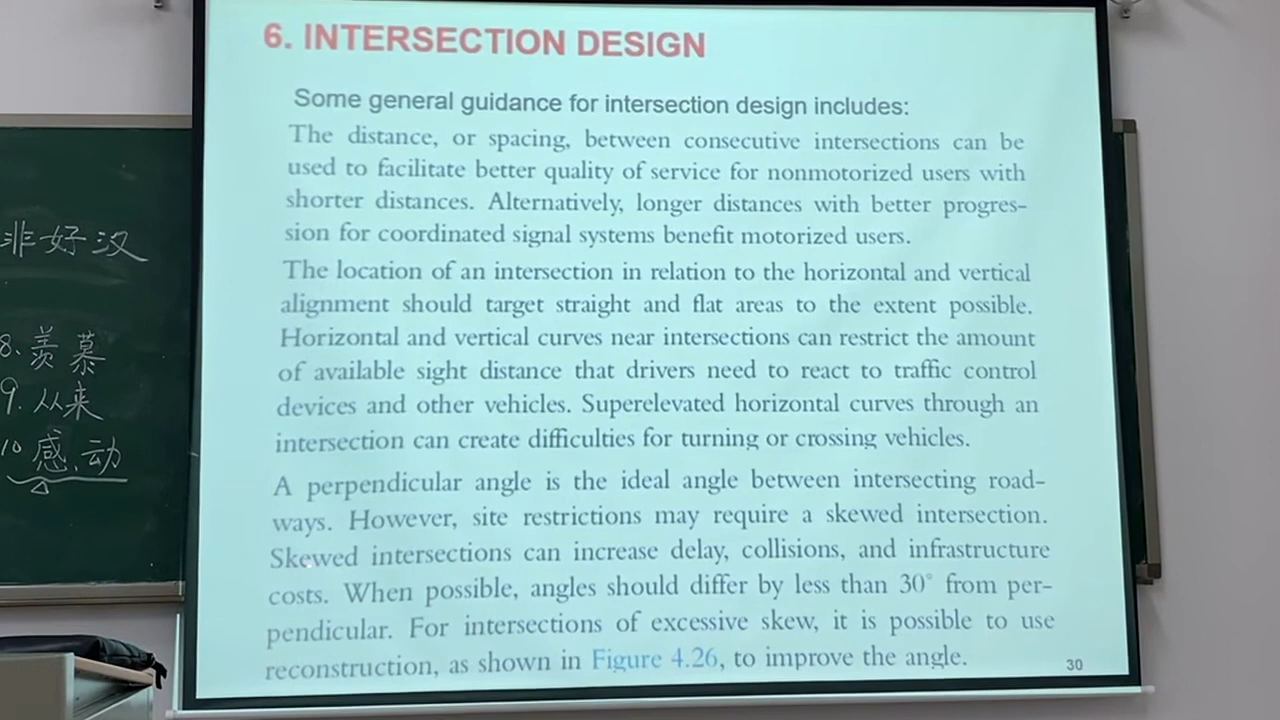 6. INTERSECTION DESIGN
Some general guidance for intersection design includes:
The distance, or spacing, between consecutive intersections can be
used to facilitate better quality of service for nonmotorized users with
shorter distances. Alternatively, longer distances with better progres-
sion for coordinated signal systems benefit motorized users.
The location of an intersection in relation to the horizontal and vertical
alignment should target straight and flat areas to the extent possible.
Horizontal and vertical curves near intersections can restrict the amount
of available sight distance that drivers need to react to traffic control
devices and other vehicles. Superelevated horizontal curves through an
intersection can create difficulties for turning or crossing vehicles.
A perpendicular angle is the ideal angle between intersecting road-
ways. However, site restrictions may require a skewed intersection.
Skewed intersections can increase delay, collisions, and infrastructure
costs. When possible, angles should differ by less than 30° from per-
pendicular. For intersections of excessive skew, it is possible to use
reconstruction, as shown in Figure 4.26, to improve the angle.
30
非好汉
8. 羡慕
9. 从来
10 感动